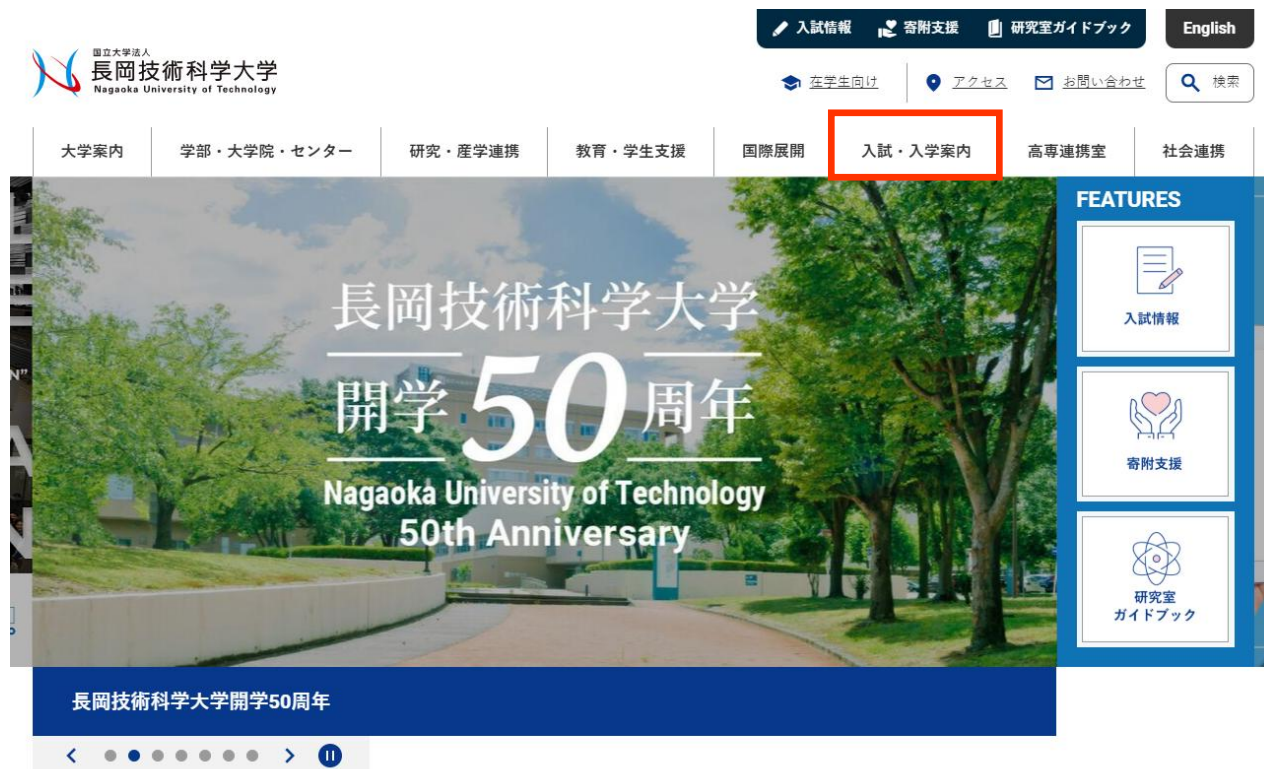 入試情報
寄附支援
研究室ガイドブック
English
国立大学法人
長岡技術科学大学
Nagaoka University of Technology
在学生向け
アクセス
お問い合わせ
検索
大学案内
学部・大学院・センター
研究・産学連携
教育・学生支援
国際展開
入試・入学案内
高専連携室
社会連携
長岡技術科学大学
開学50周年
Nagaoka University of Technology
50th Anniversary
FEATURES
入試情報
寄附支援
研究室
ガイドブック
長岡技術科学大学開学50周年